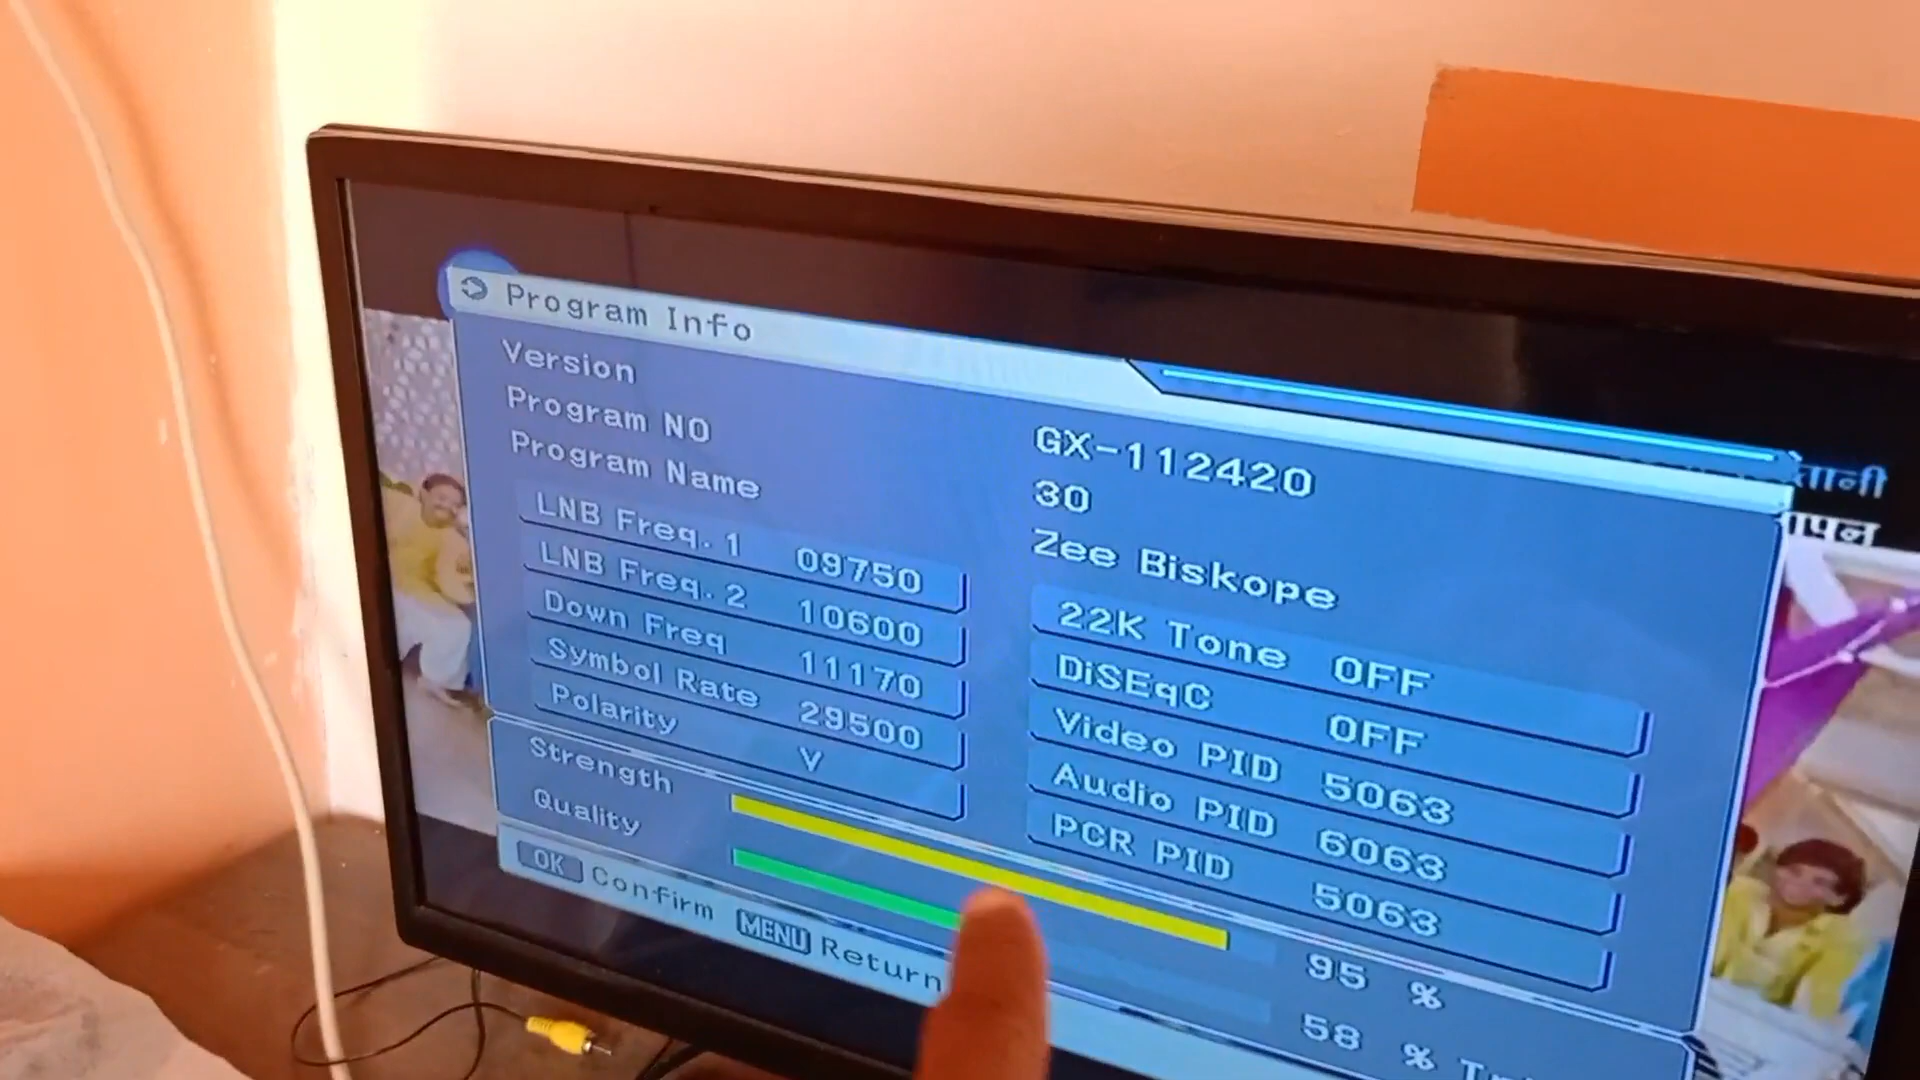 Program Info
Version GX-112420
Program NO 30
Program Name Zee Biskope
LNB Freq. 1 09750
LNB Freq. 2 10600
Down Freq 11170
Symbol Rate 29500
Polarity V
22K Tone OFF
DiSEqC OFF
Video PID 5063
Audio PID 6063
PCR PID 5063
Strength 95 %
Quality 58 %
OK Confirm MENU Return